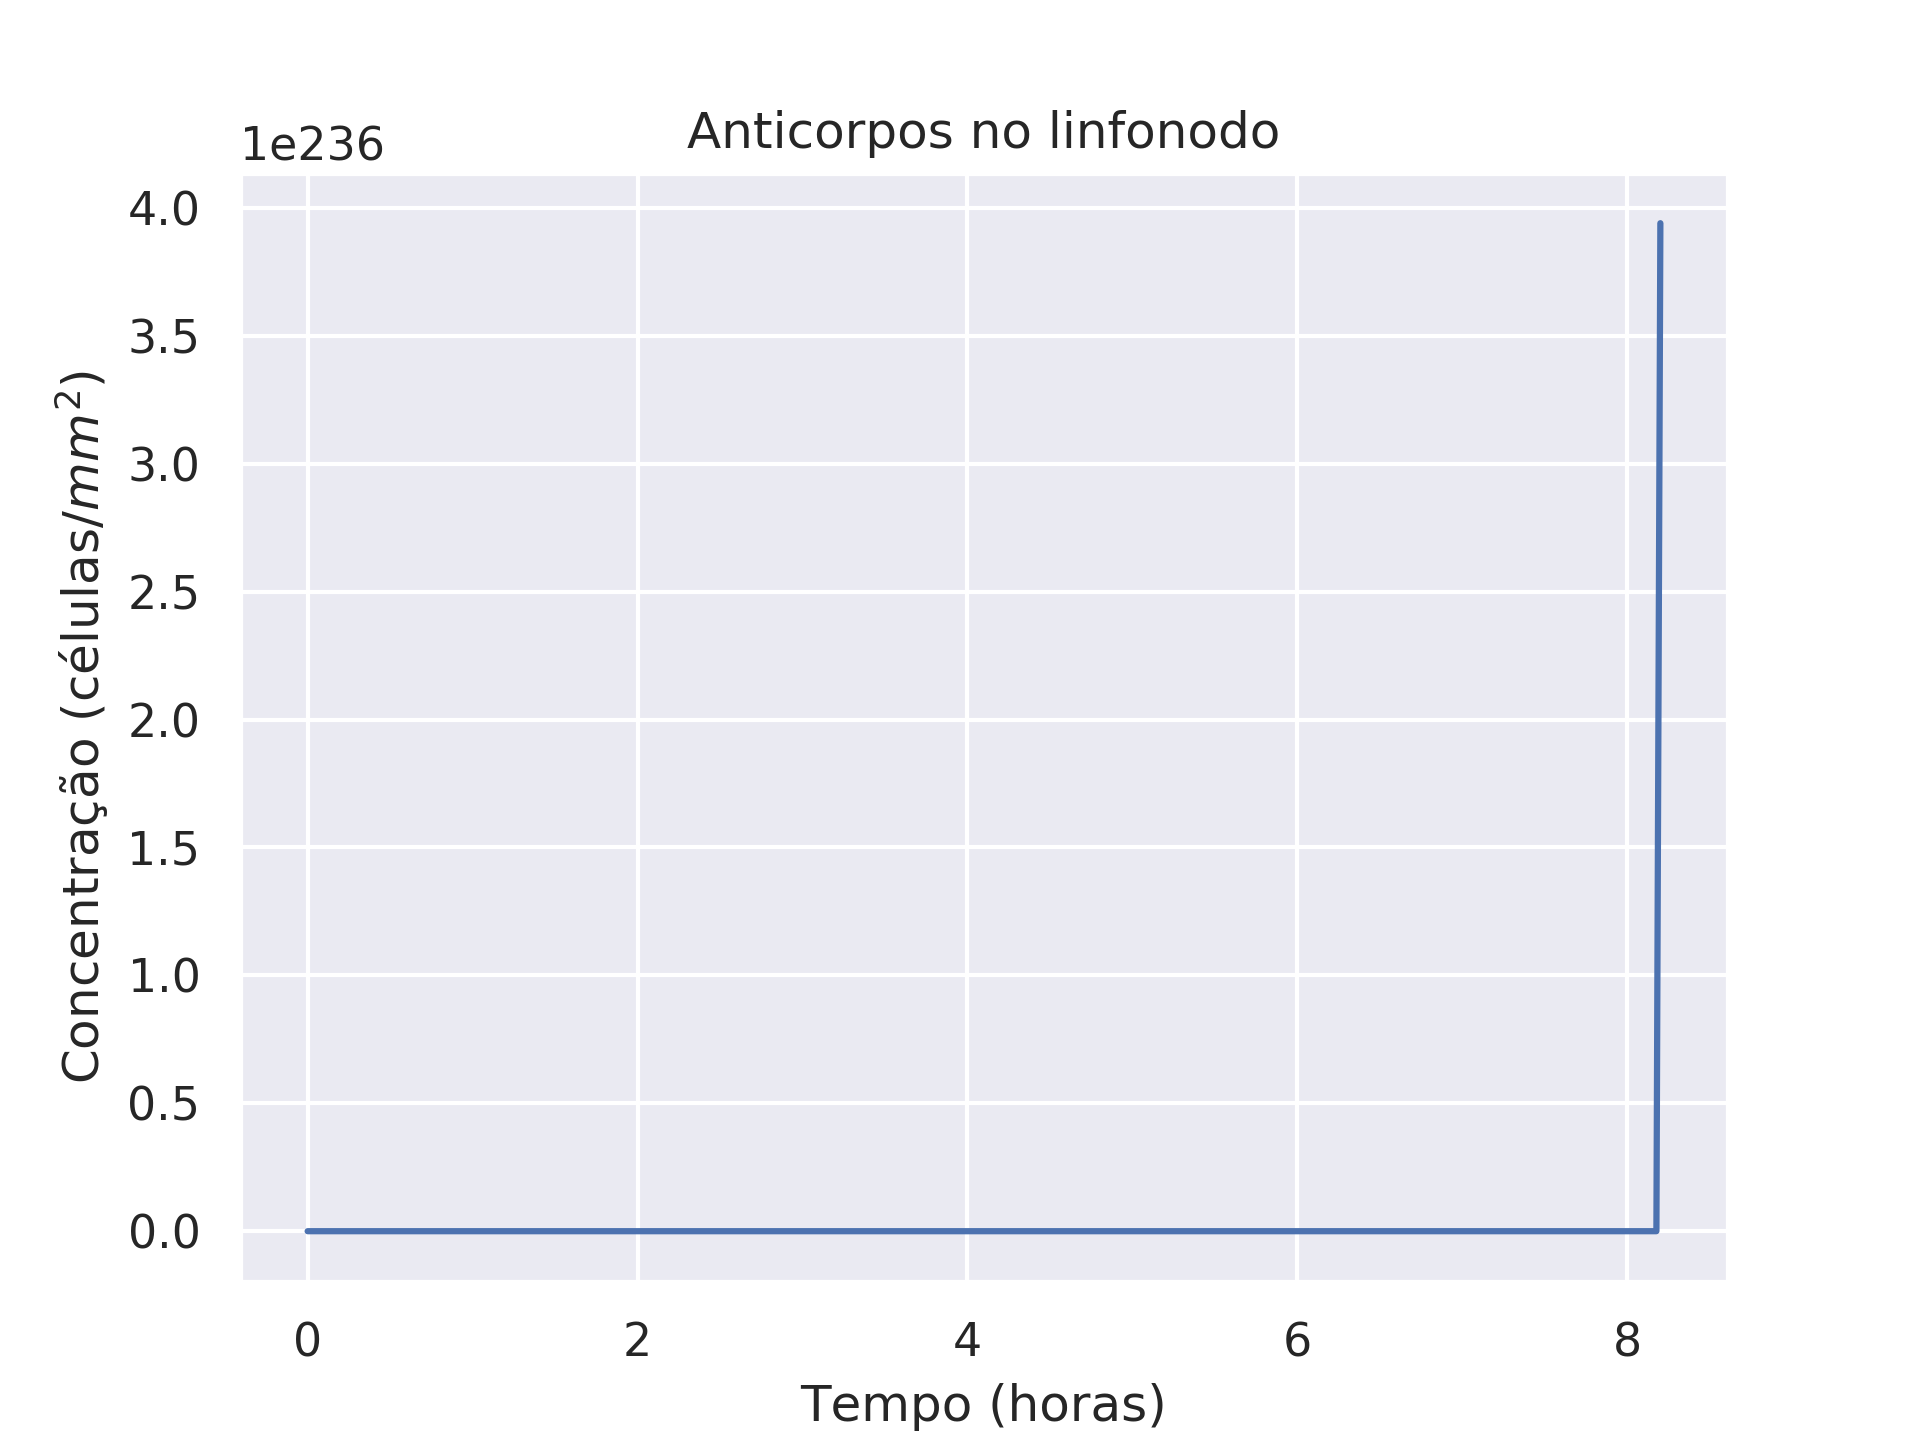 Anticorpos no linfonodo
1e236
4.0
3.5
3.0
2.5
2.0
1.5
1.0
0.5
0.0
Concentração (células/mm²)
0 2 4 6 8
Tempo (horas)